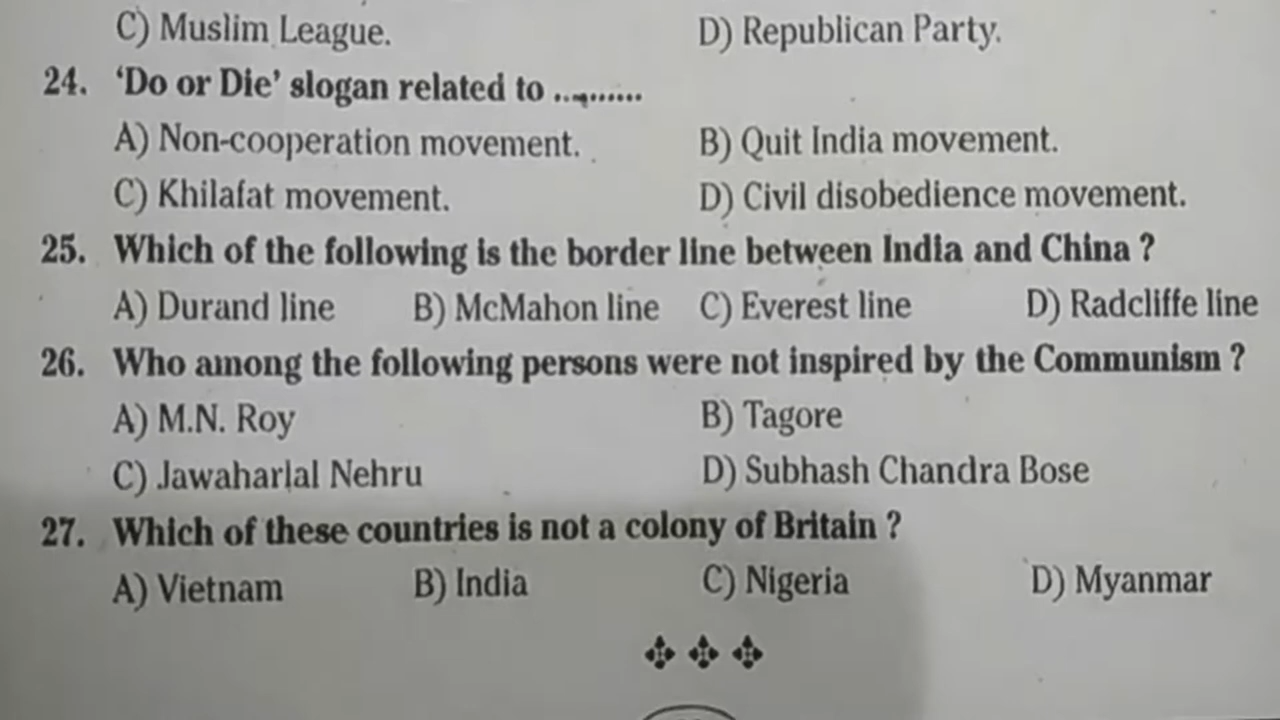 C) Muslim League. D) Republican Party.
24. ‘Do or Die’ slogan related to ..........
A) Non-cooperation movement. B) Quit India movement.
C) Khilafat movement. D) Civil disobedience movement.
25. Which of the following is the border line between India and China ?
A) Durand line B) McMahon line C) Everest line D) Radcliffe line
26. Who among the following persons were not inspired by the Communism ?
A) M.N. Roy B) Tagore
C) Jawaharlal Nehru D) Subhash Chandra Bose
27. Which of these countries is not a colony of Britain ?
A) Vietnam B) India C) Nigeria D) Myanmar